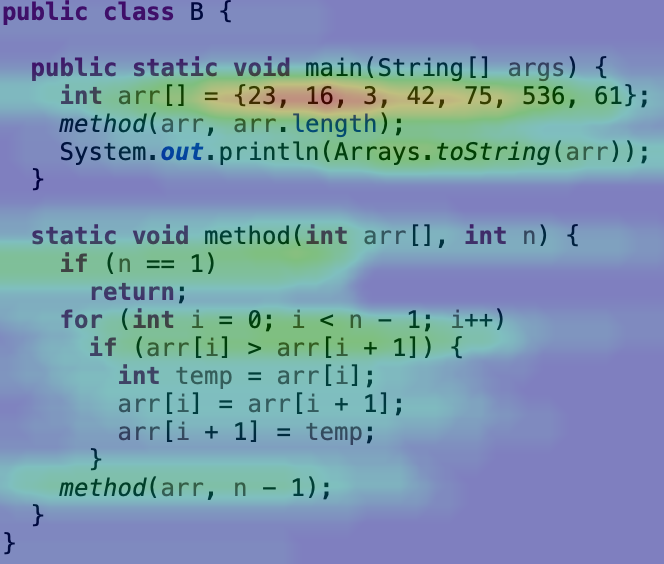 public class B {
public static void main(String[] args) {
int arr[] = {23, 16, 3, 42, 75, 536, 61};
method(arr, arr.length);
System.out.println(Arrays.toString(arr));
}
static void method(int arr[], int n) {
if (n == 1)
return;
for (int i = 0; i < n - 1; i++)
if (arr[i] > arr[i + 1]) {
int temp = arr[i];
arr[i] = arr[i + 1];
arr[i + 1] = temp;
}
method(arr, n - 1);
}
}